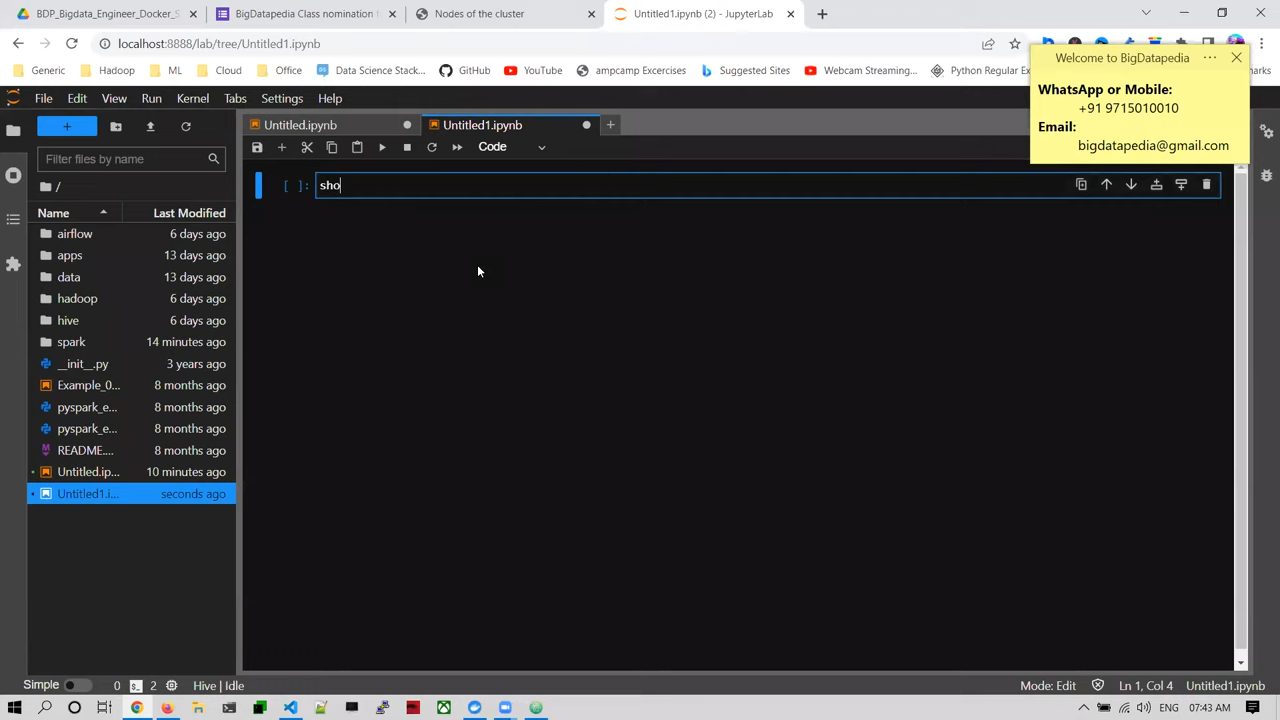 BDP_Bigdata_Engineer_Docker_S
BigDatapedia Class nomination f
Nodes of the cluster
Untitled1.ipynb (2) - JupyterLab
localhost:8888/lab/tree/Untitled1.ipynb
Generic
Hadoop
ML
Cloud
Office
Data Science Stack...
GitHub
YouTube
ampcamp Excercises
Suggested Sites
Webcam Streaming...
Python Regular Ex
Welcome to BigDatapedia
WhatsApp or Mobile:
+91 9715010010
Email:
bigdatapedia@gmail.com
File Edit View Run Kernel Tabs Settings Help
Untitled.ipynb
Untitled1.ipynb
Code
Filter files by name
/
Name Last Modified
airflow 6 days ago
apps 13 days ago
data 13 days ago
hadoop 6 days ago
hive 6 days ago
spark 14 minutes ago
__init__.py 3 years ago
Example_0... 8 months ago
pyspark_e... 8 months ago
pyspark_e... 8 months ago
README.... 8 months ago
Untitled.ip... 10 minutes ago
Untitled1.i... seconds ago
[ ]: sho
Simple 0 2 Hive | Idle
Mode: Edit Ln 1, Col 4 Untitled1.ipynb
ENG 07:43 AM